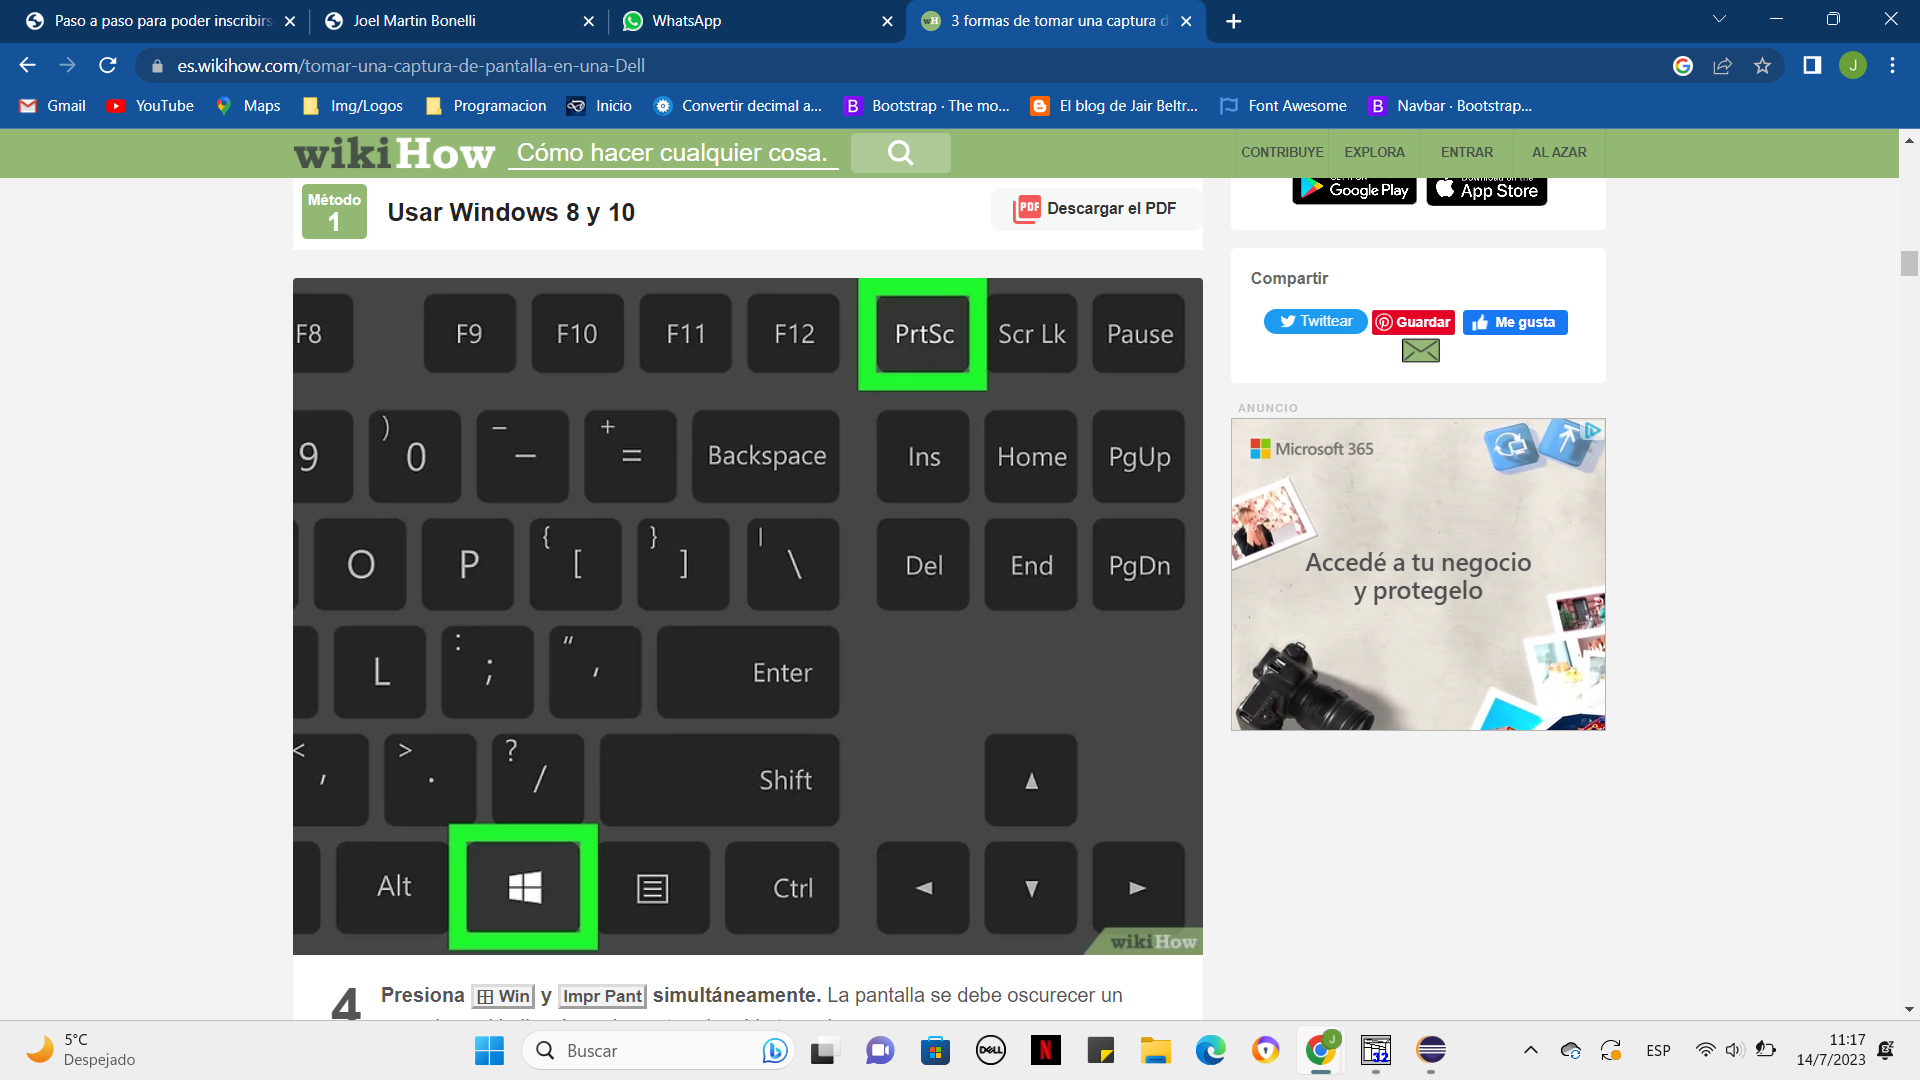 Paso a paso para poder inscribirs
Joel Martin Bonelli
WhatsApp
3 formas de tomar una captura d
es.wikihow.com/tomar-una-captura-de-pantalla-en-una-Dell
J
Gmail
YouTube
Maps
Img/Logos
Programacion
Inicio
Convertir decimal a...
B
Bootstrap · The mo...
El blog de Jair Beltr...
Font Awesome
B
Navbar · Bootstrap...
wikiHow
Cómo hacer cualquier cosa.
CONTRIBUYE
EXPLORA
ENTRAR
AL AZAR
Método
1
Usar Windows 8 y 10
PDF
Descargar el PDF
Google Play
App Store
Compartir
Twittear
Guardar
Me gusta
ANUNCIO
Microsoft 365
Accedé a tu negocio
y protegelo
F8
F9
F10
F11
F12
PrtSc
Scr Lk
Pause
9
)
0
–
–
+
=
Backspace
Ins
Home
PgUp
O
P
{
[
}
]
|
\
Del
End
PgDn
L
:
;
“
‘
Enter
<
,
>
.
?
/
Shift
▲
Alt
Ctrl
◄
▼
►
wikiHow
4
Presiona ⊞ Win y Impr Pant simultáneamente. La pantalla se debe oscurecer un
5°C
Despejado
Buscar
DELL
N
J
32
ESP
11:17
14/7/2023